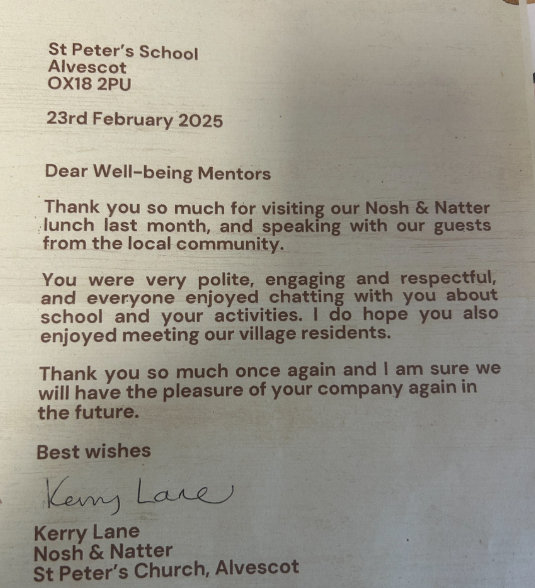 St Peter's School
Alvescot
OX18 2PU
23rd February 2025
Dear Well-being Mentors
Thank you so much for visiting our Nosh & Natter
lunch last month, and speaking with our guests
from the local community.
You were very polite, engaging and respectful,
and everyone enjoyed chatting with you about
school and your activities. I do hope you also
enjoyed meeting our village residents.
Thank you so much once again and I am sure we
will have the pleasure of your company again in
the future.
Best wishes
Kerry Lane
Kerry Lane
Nosh & Natter
St Peter's Church, Alvescot